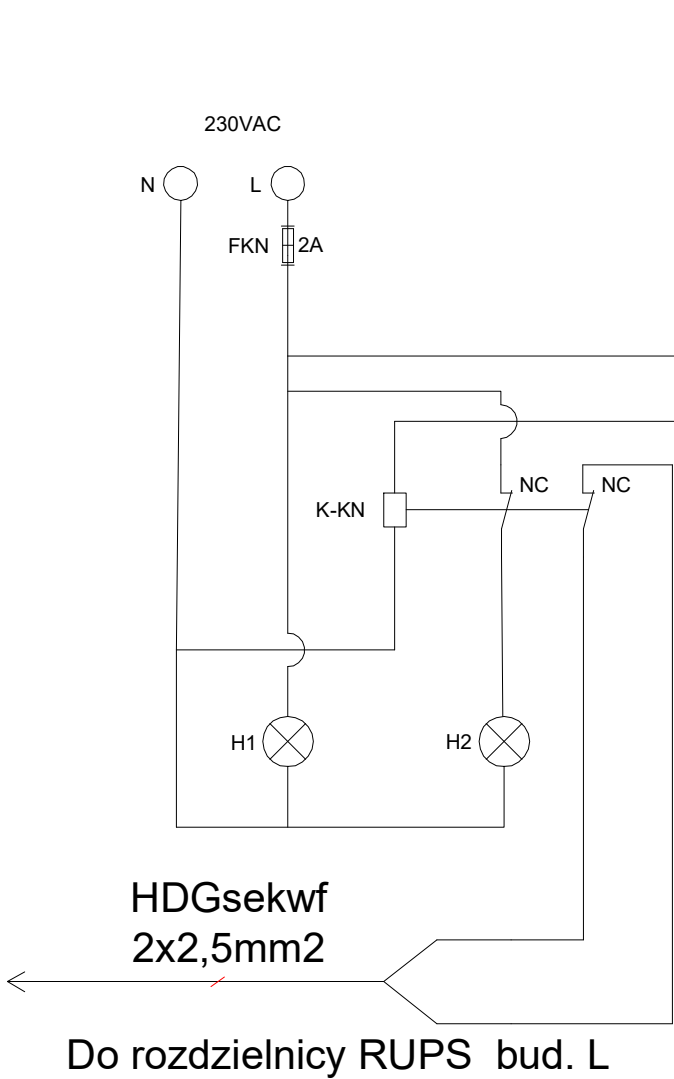 230VAC
N
L
FKN
2A
NC
NC
K-KN
H1
H2
HDGsekwf
2x2,5mm2
Do rozdzielnicy RUPS bud. L